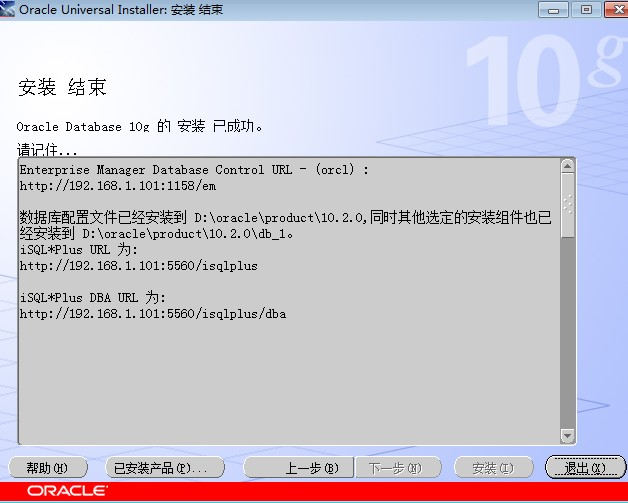 Oracle Universal Installer: 安装 结束
10g
安装 结束
Oracle Database 10g 的 安装 已成功。
请记住...
Enterprise Manager Database Control URL - (orcl) :
http://192.168.1.101:1158/em
数据库配置文件已经安装到 D:\oracle\product\10.2.0,同时其他选定的安装组件也已
经安装到 D:\oracle\product\10.2.0\db_1。
iSQL*Plus URL 为:
http://192.168.1.101:5560/isqlplus
iSQL*Plus DBA URL 为:
http://192.168.1.101:5560/isqlplus/dba
帮助(H) 已安装产品(P)... 上一步(B) 下一步(N) 安装(I) 退出(X)
ORACLE